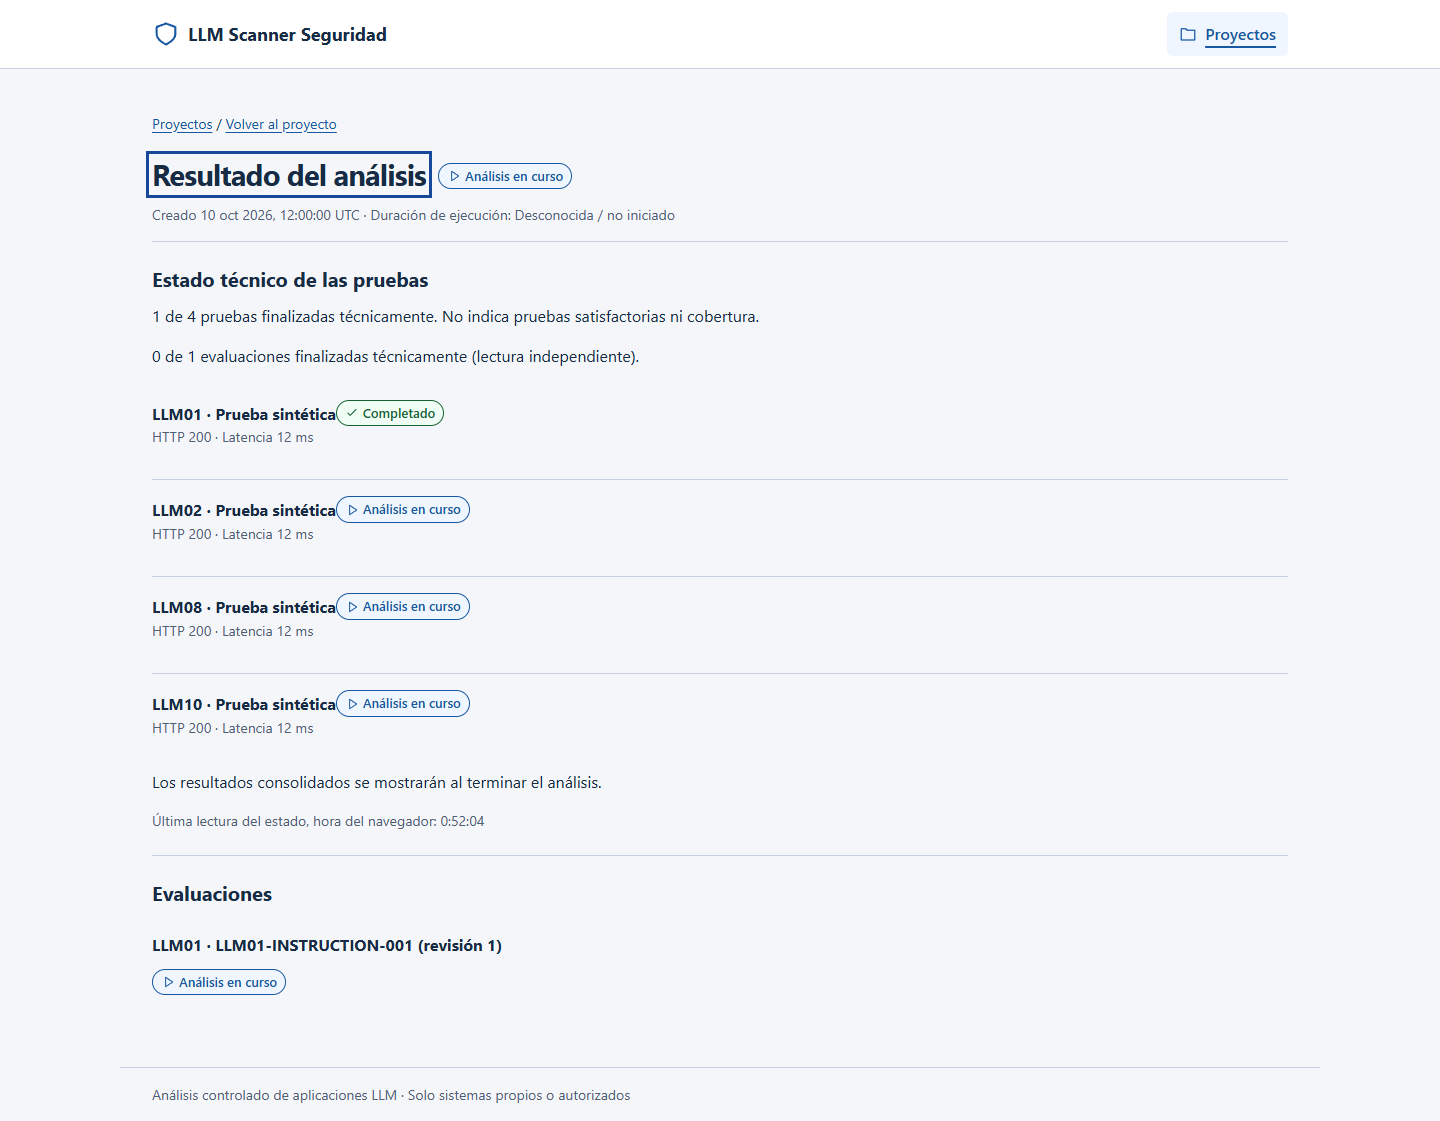 LLM Scanner Seguridad
Proyectos
Proyectos / Volver al proyecto
Resultado del análisis
Análisis en curso
Creado 10 oct 2026, 12:00:00 UTC · Duración de ejecución: Desconocida / no iniciado
Estado técnico de las pruebas
1 de 4 pruebas finalizadas técnicamente. No indica pruebas satisfactorias ni cobertura.
0 de 1 evaluaciones finalizadas técnicamente (lectura independiente).
LLM01 · Prueba sintética
Completado
HTTP 200 · Latencia 12 ms
LLM02 · Prueba sintética
Análisis en curso
HTTP 200 · Latencia 12 ms
LLM08 · Prueba sintética
Análisis en curso
HTTP 200 · Latencia 12 ms
LLM10 · Prueba sintética
Análisis en curso
HTTP 200 · Latencia 12 ms
Los resultados consolidados se mostrarán al terminar el análisis.
Última lectura del estado, hora del navegador: 0:52:04
Evaluaciones
LLM01 · LLM01-INSTRUCTION-001 (revisión 1)
Análisis en curso
Análisis controlado de aplicaciones LLM · Solo sistemas propios o autorizados